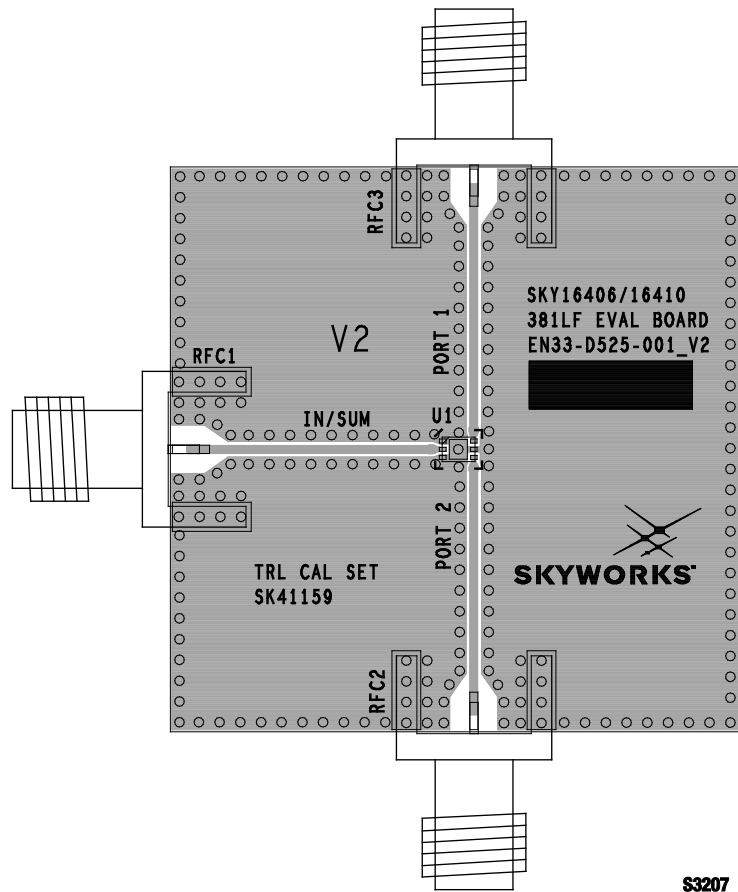 RFC3
SKY16406/16410
381LF EVAL BOARD
EN33-D525-001_V2
PORT 1
V2
RFC1
IN/SUM
U1
PORT 2
TRL CAL SET
SK41159
SKYWORKS
RFC2
S3207